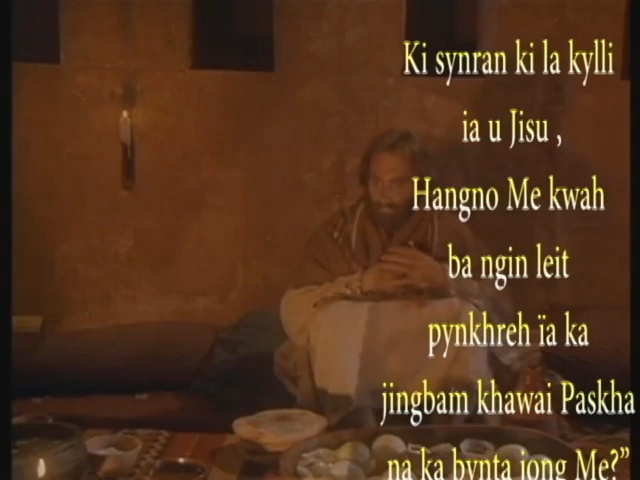 Ki synran ki la kylli
ia u Jisu ,
Hangno Me kwah
ba ngin leit
pynkhreh ïa ka
jingbam khawai Paskha
na ka bynta jong Me?”